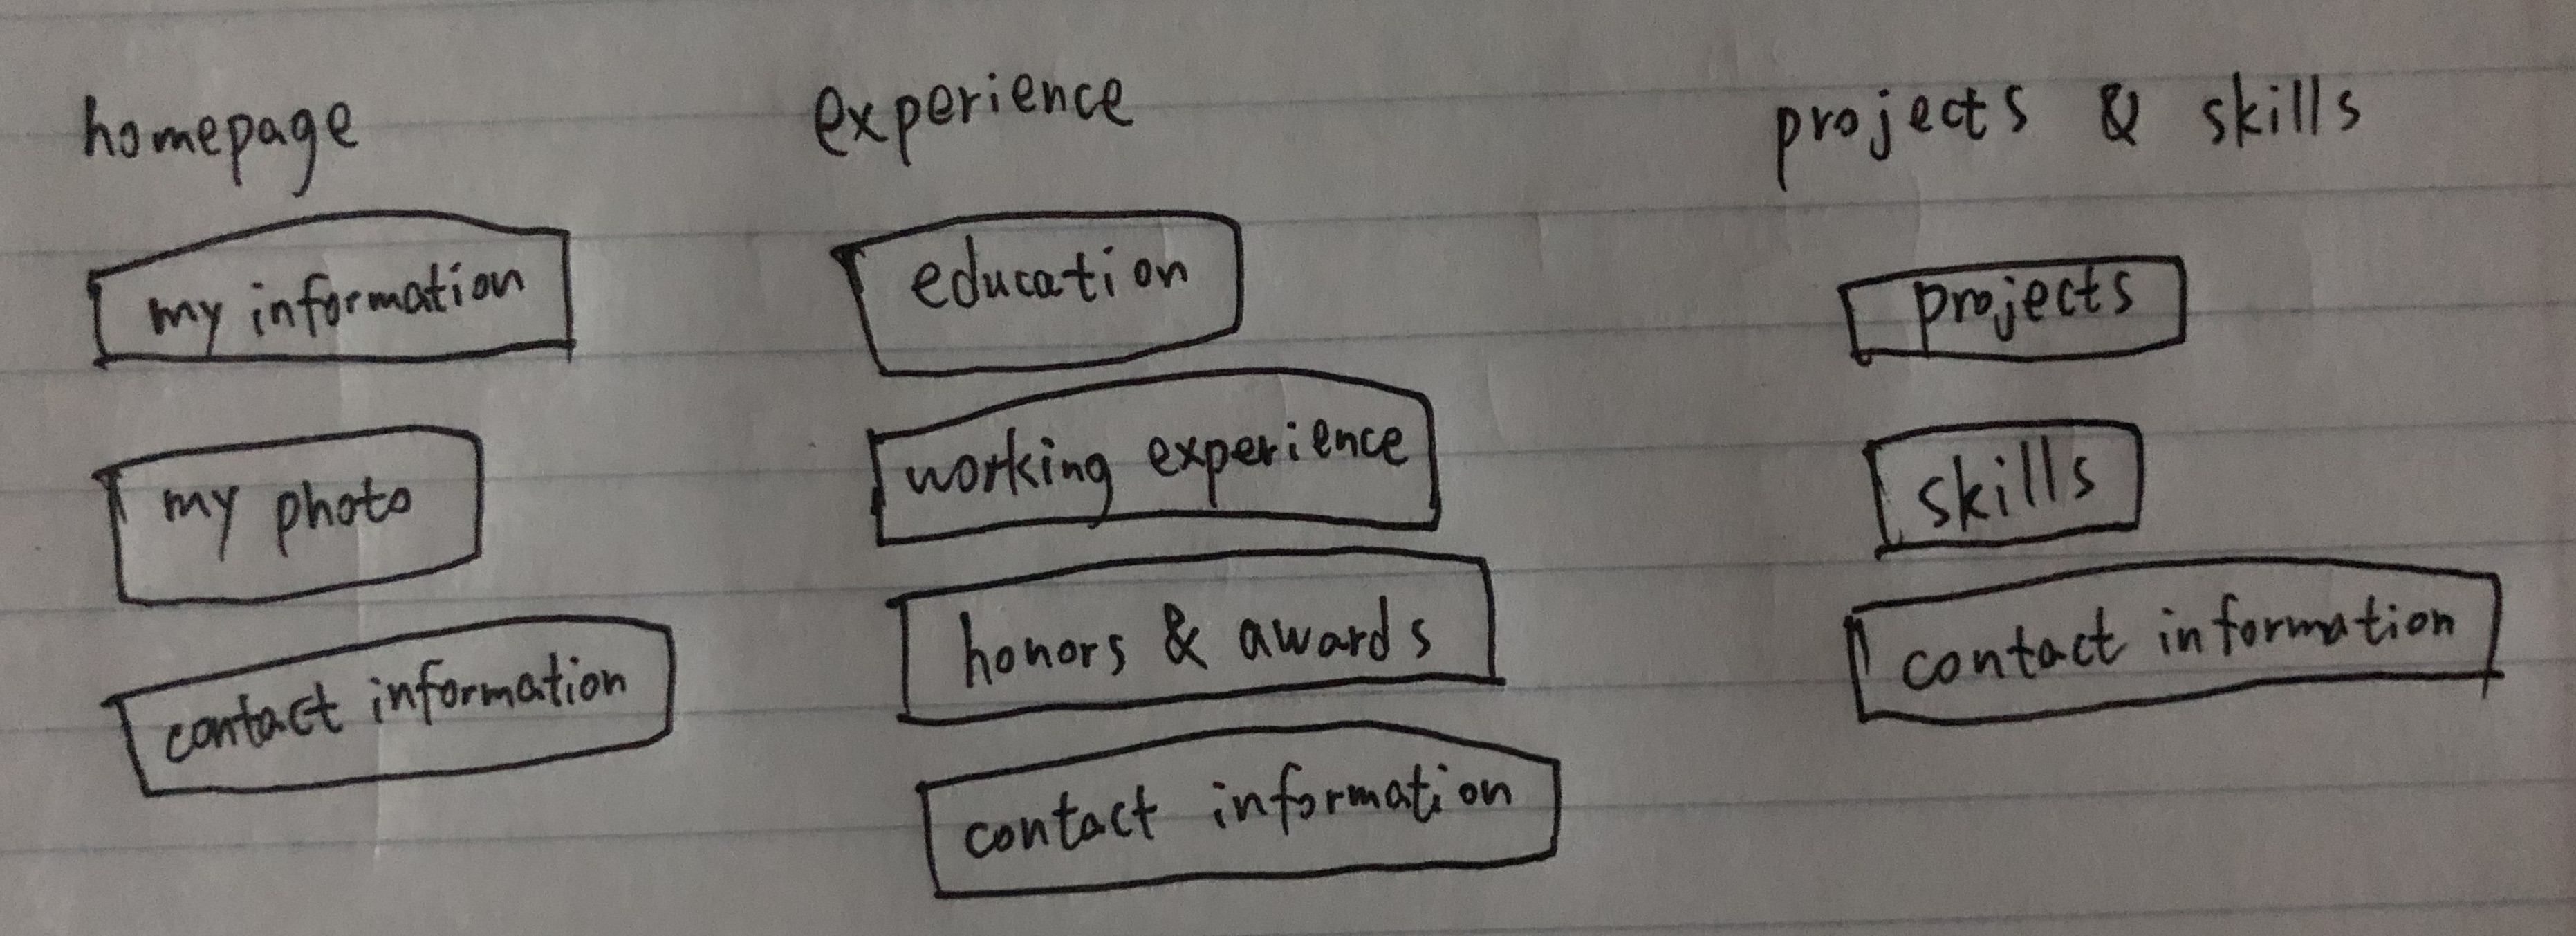 homepage
my information
my photo
contact information
experience
education
working experience
honors & awards
contact information
projects & skills
projects
skills
contact information